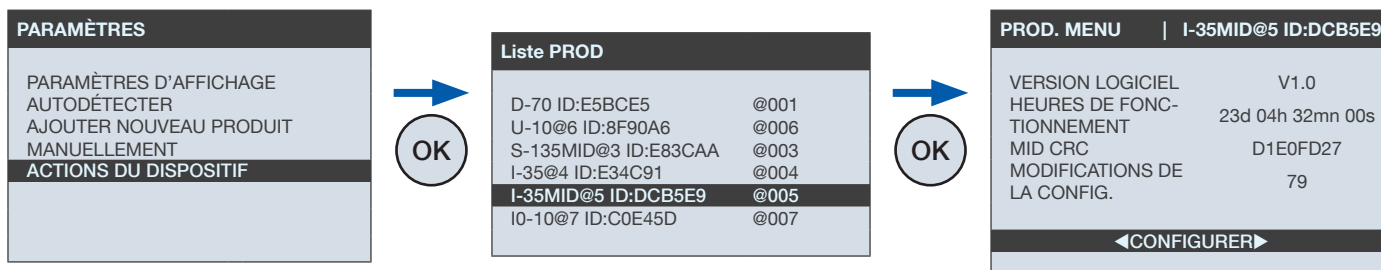 PARAMÈTRES
PARAMÈTRES D'AFFICHAGE
AUTODÉTECTER
AJOUTER NOUVEAU PRODUIT
MANUELLEMENT
ACTIONS DU DISPOSITIF
OK
Liste PROD
D-70 ID:E5BCE5 @001
U-10@6 ID:8F90A6 @006
S-135MID@3 ID:E83CAA @003
I-35@4 ID:E34C91 @004
I-35MID@5 ID:DCB5E9 @005
I0-10@7 ID:C0E45D @007
OK
PROD. MENU | I-35MID@5 ID:DCB5E9
VERSION LOGICIEL V1.0
HEURES DE FONC-
TIONNEMENT 23d 04h 32mn 00s
MID CRC D1E0FD27
MODIFICATIONS DE
LA CONFIG. 79
◀CONFIGURER▶